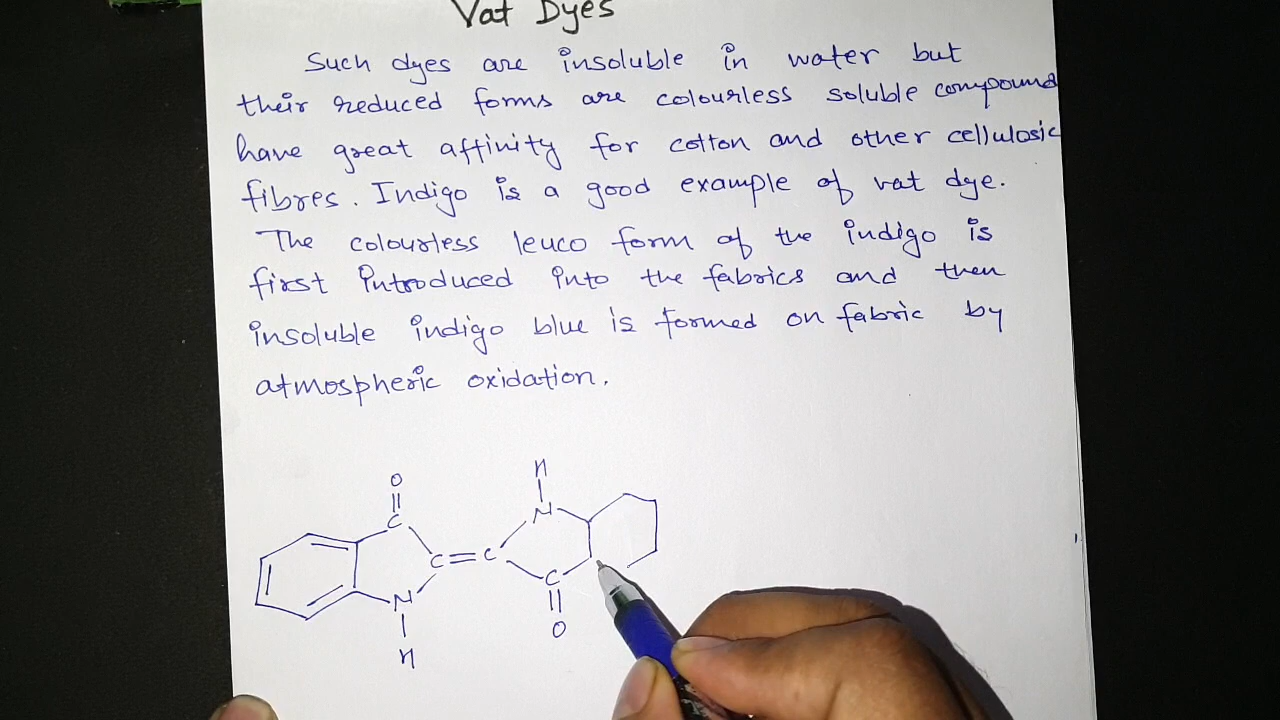 Vat Dyes
Such dyes are insoluble in water but
their reduced forms are colourless soluble compound
have great affinity for cotton and other cellulosic
fibres. Indigo is a good example of vat dye.
The colourless leuco form of the indigo is
first introduced into the fabrics and then
insoluble indigo blue is formed on fabric by
atmospheric oxidation.
H
O
N
C
C=C
C
N
O
H